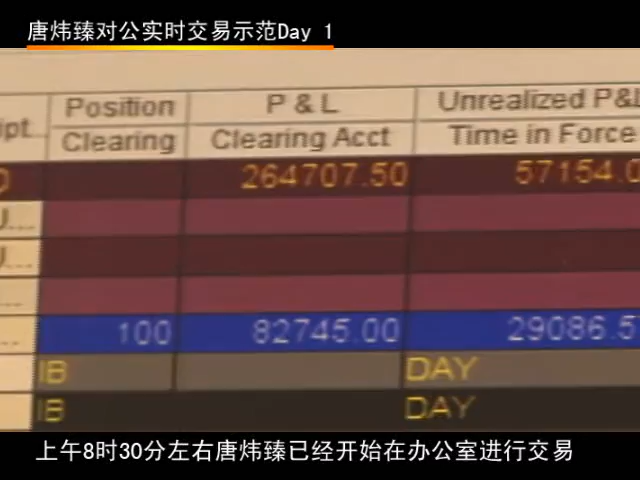 唐炜臻对公实时交易示范Day 1
Position P & L Unrealized P&L
ipt Clearing Clearing Acct Time in Force
0 264707.50 57154.0
J...
J...
...
... 100 82745.00 29086.5
IB DAY
IB DAY
上午8时30分左右唐炜臻已经开始在办公室进行交易